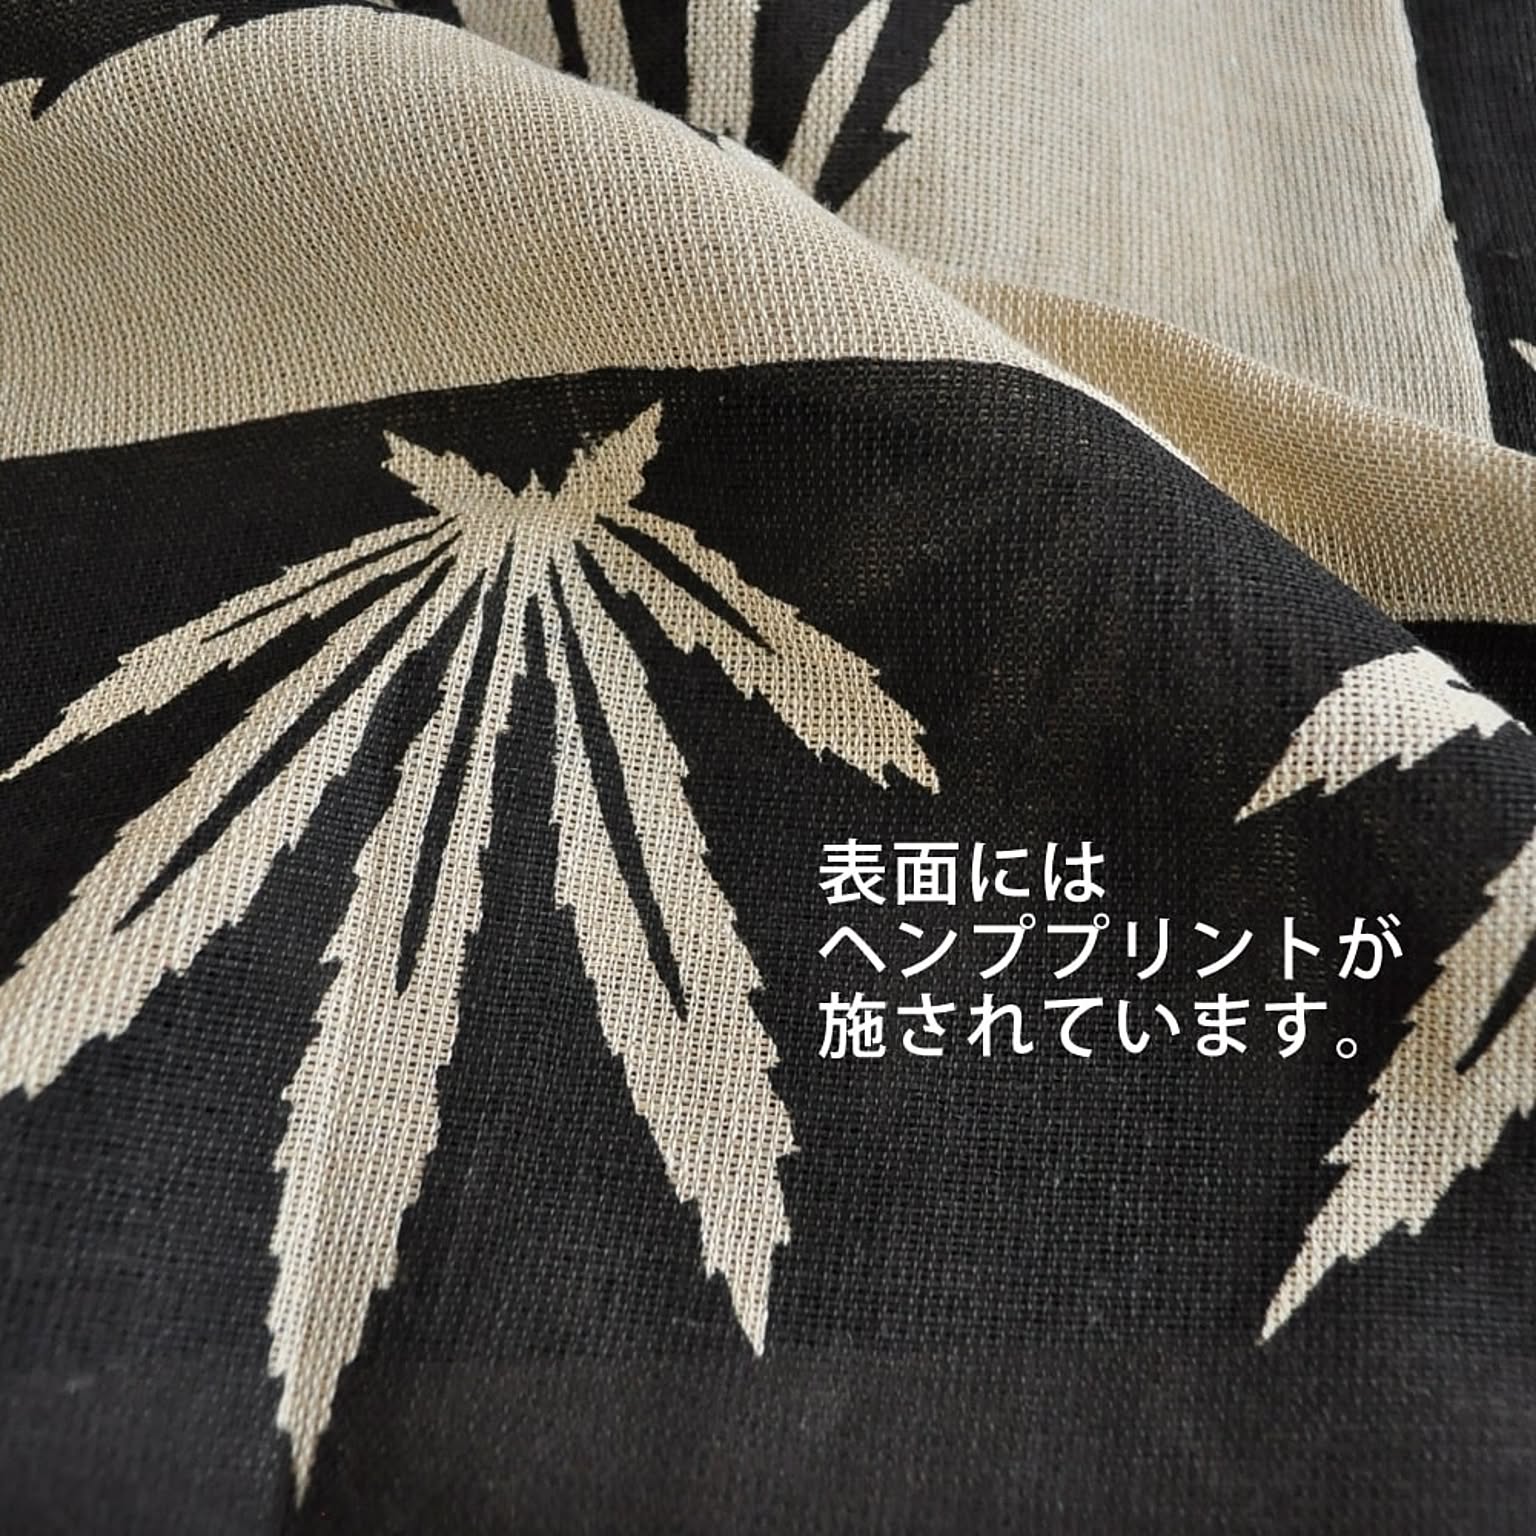 表面には
ヘンププリントが
施されています。